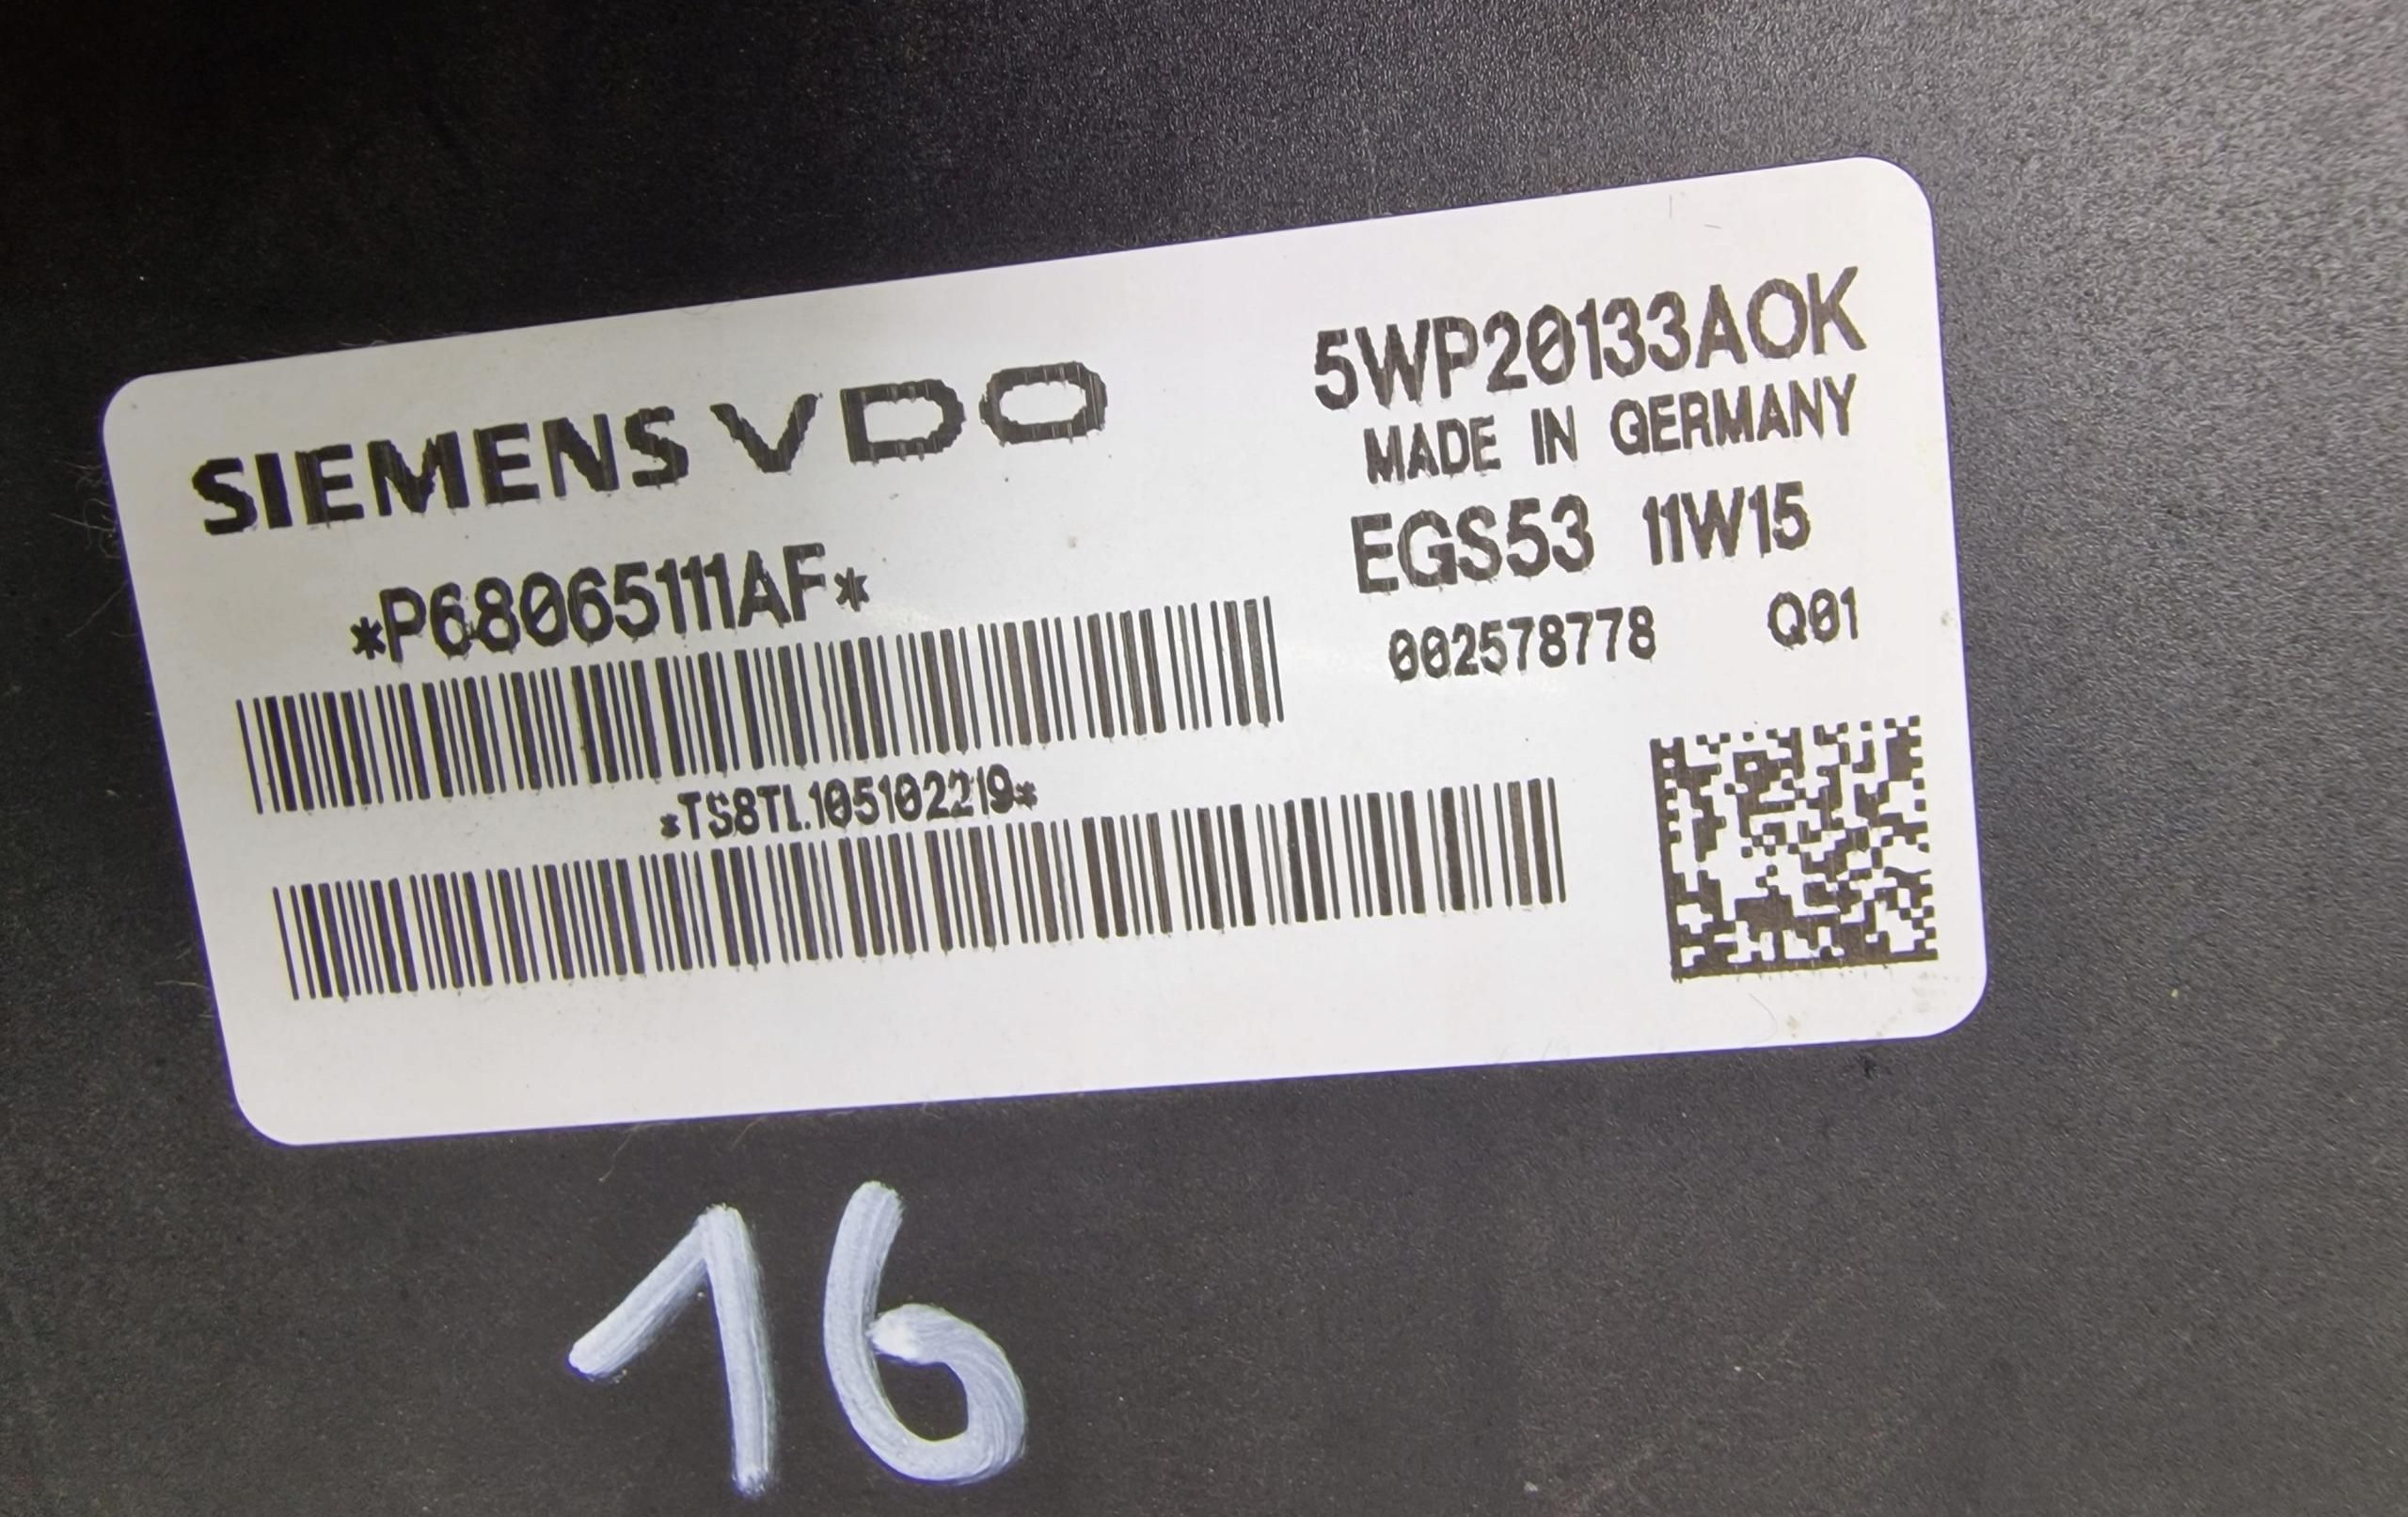 SIEMENS VDO
5WP20133AOK
MADE IN GERMANY
EGS53 11W15
002578778 Q01
*P68065111AF*
*TS8TL105102219*
16